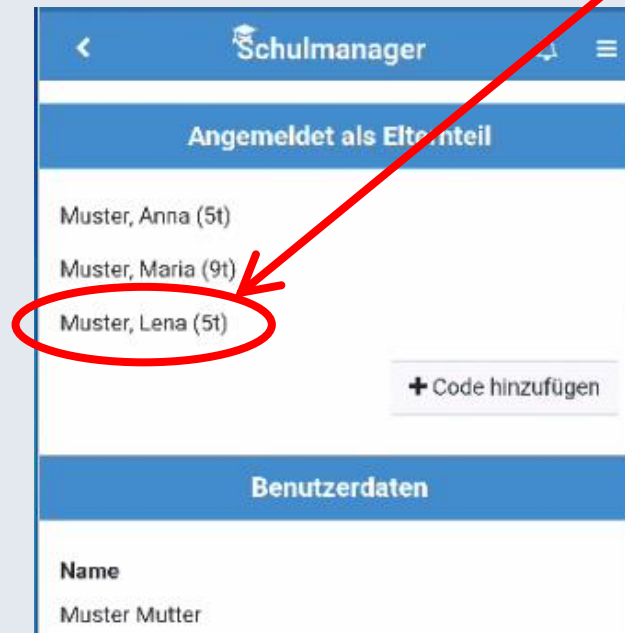 Schulmanager
Angemeldet als Elternteil
Muster, Anna (5t)
Muster, Maria (9t)
Muster, Lena (5t)
+ Code hinzufügen
Benutzerdaten
Name
Muster Mutter